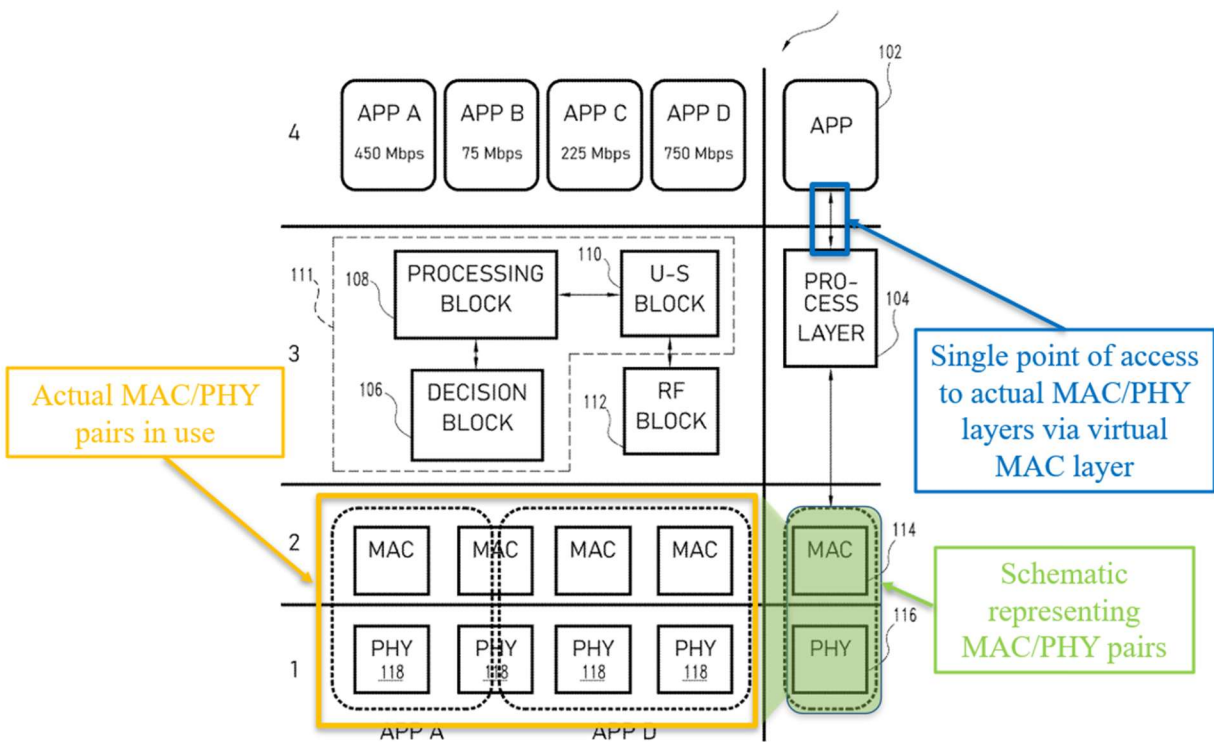 102
4
APP A
450 Mbps
APP B
75 Mbps
APP C
225 Mbps
APP D
750 Mbps
APP
111
108
PROCESSING
BLOCK
110
U-S
BLOCK
PRO-
CESS
LAYER
104
3
106
DECISION
BLOCK
112
RF
BLOCK
Actual MAC/PHY
pairs in use
Single point of access
to actual MAC/PHY
layers via virtual
MAC layer
2
MAC
MAC
MAC
MAC
MAC
114
1
PHY
118
PHY
118
PHY
118
PHY
118
PHY
116
Schematic
representing
MAC/PHY pairs
APP A
APP D